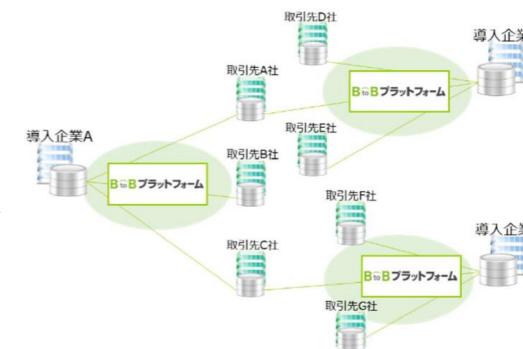 取引先D社
導入企業
取引先A社
BtoBプラットフォーム
取引先E社
導入企業A
取引先B社
BtoBプラットフォーム
取引先F社
導入企業
取引先C社
BtoBプラットフォーム
取引先G社